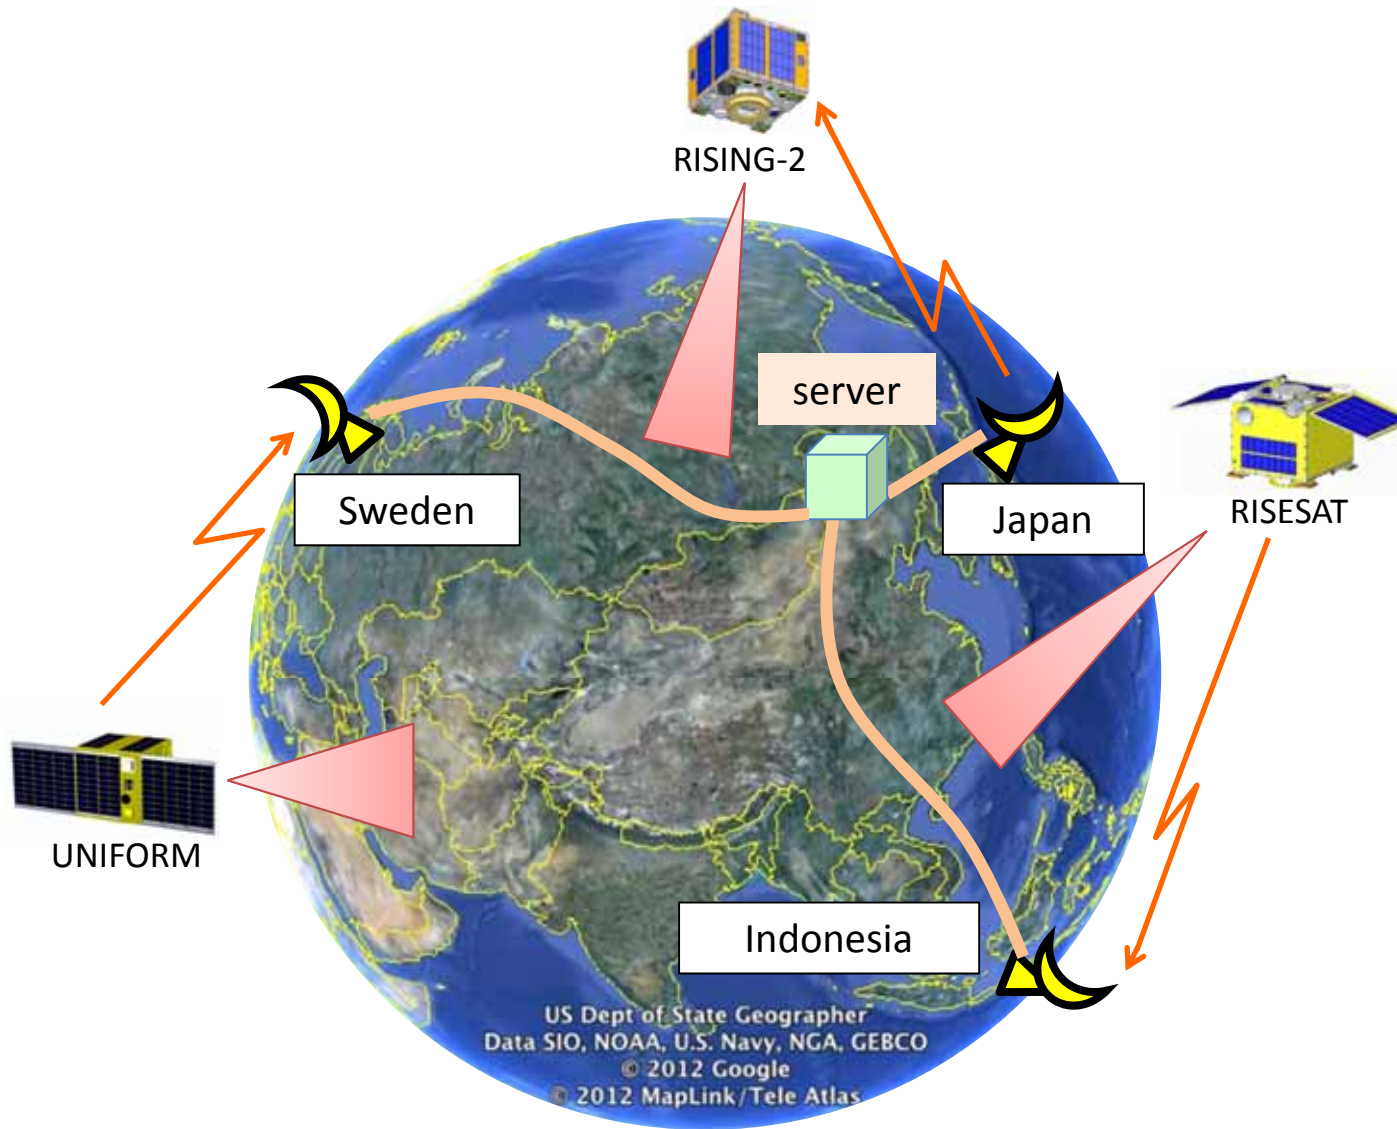 RISING-2
server
Sweden
Japan
RISESAT
UNIFORM
Indonesia
US Dept of State Geographer
Data SIO, NOAA, U.S. Navy, NGA, GEBCO
© 2012 Google
© 2012 MapLink/Tele Atlas